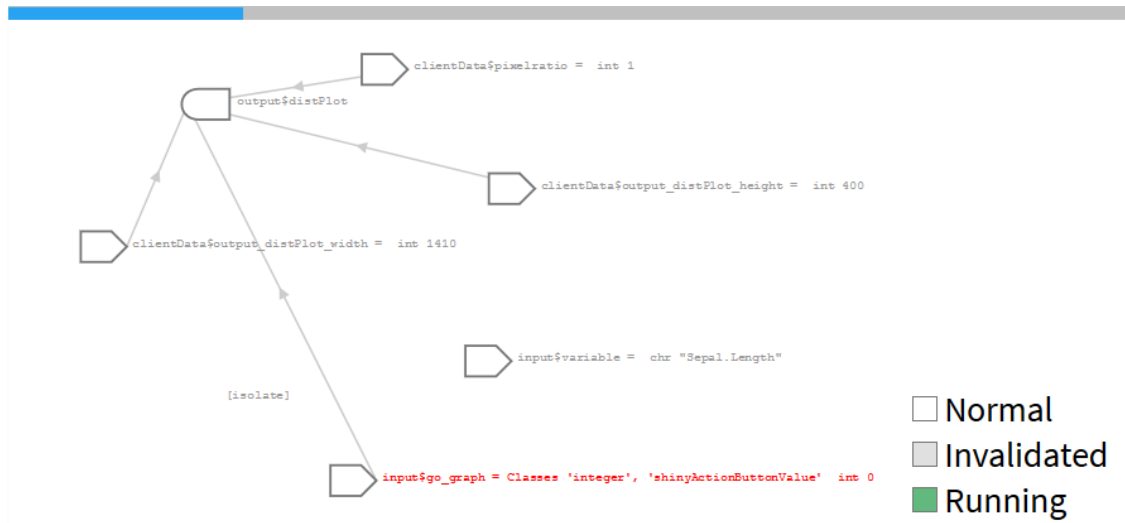 clientData$pixelratio =  int 1
output$distPlot
clientData$output_distPlot_height =  int 400
clientData$output_distPlot_width =  int 1410
input$variable =  chr "Sepal.Length"
[isolate]
Normal
Invalidated
input$go_graph = Classes 'integer', 'shinyActionButtonValue'  int 0
Running